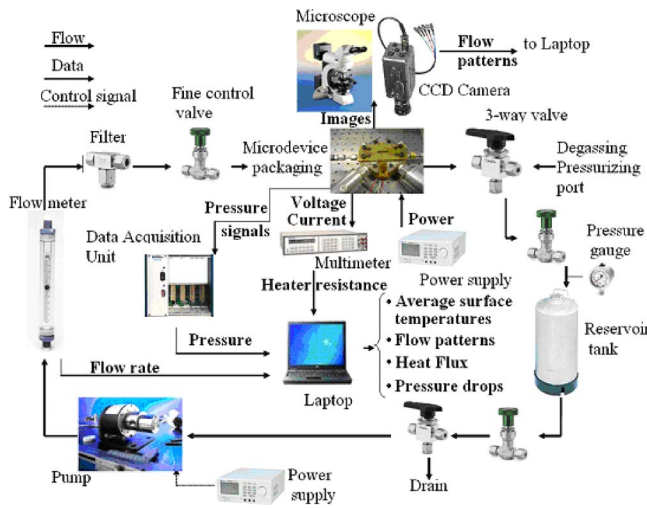 Microscope
Flow
Data
Control signal
Flow
patterns
to Laptop
CCD Camera
Fine control
valve
Images
3-way valve
Filter
Microdevice
packaging
Degassing
Pressurizing
port
Flow meter
Pressure
signals
Voltage
Current
Power
Data Acquisition
Unit
Multimeter
Power supply
Pressure
gauge
Heater resistance
• Average surface
temperatures
• Flow patterns
• Heat Flux
• Pressure drops
Reservoir
tank
Pressure
Flow rate
Laptop
Pump
Power
supply
Drain